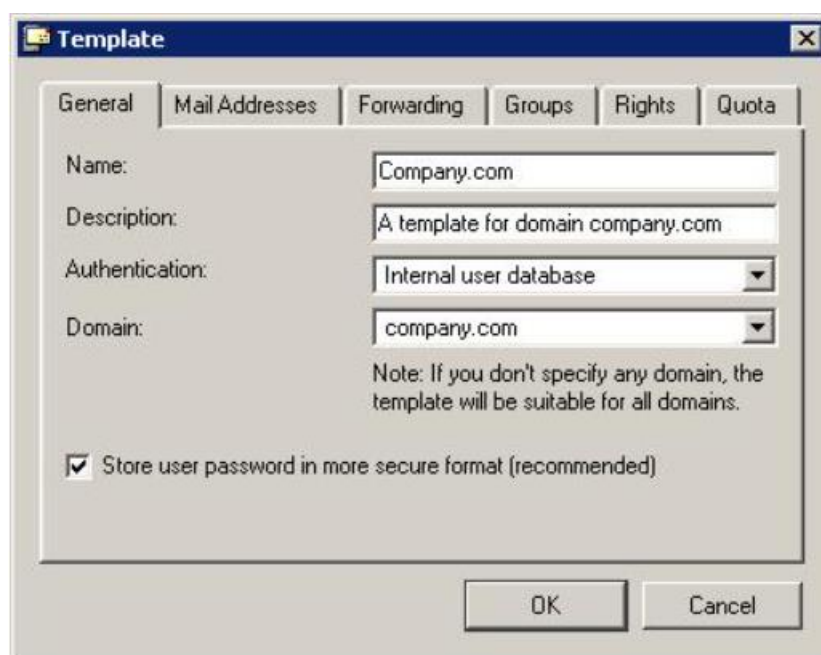 Template
General Mail Addresses Forwarding Groups Rights Quota
Name: Company.com
Description: A template for domain company.com
Authentication: Internal user database
Domain: company.com
Note: If you don't specify any domain, the
template will be suitable for all domains.
Store user password in more secure format (recommended)
OK Cancel